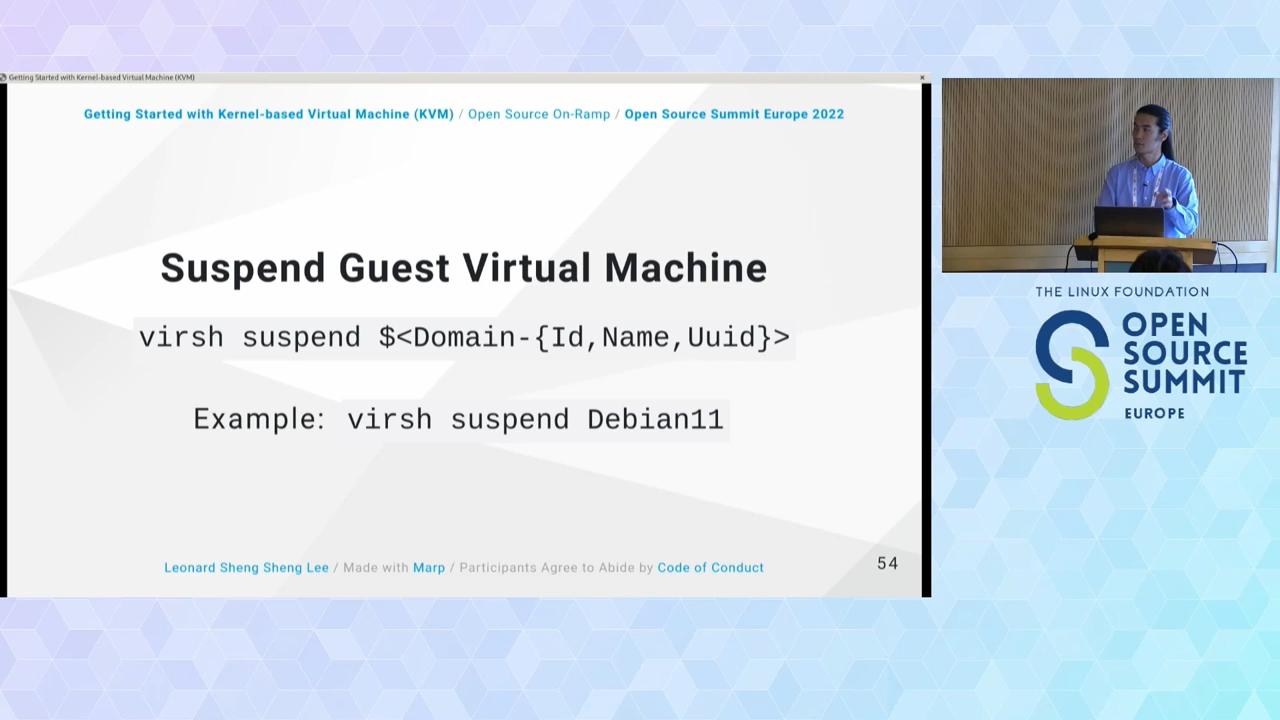 Getting Started with Kernel-based Virtual Machine (KVM)
Getting Started with Kernel-based Virtual Machine (KVM) / Open Source On-Ramp / Open Source Summit Europe 2022
Suspend Guest Virtual Machine
virsh suspend $<Domain-{Id,Name,Uuid}>
Example: virsh suspend Debian11
Leonard Sheng Sheng Lee / Made with Marp / Participants Agree to Abide by Code of Conduct
54
THE LINUX FOUNDATION
OPEN
SOURCE
SUMMIT
EUROPE